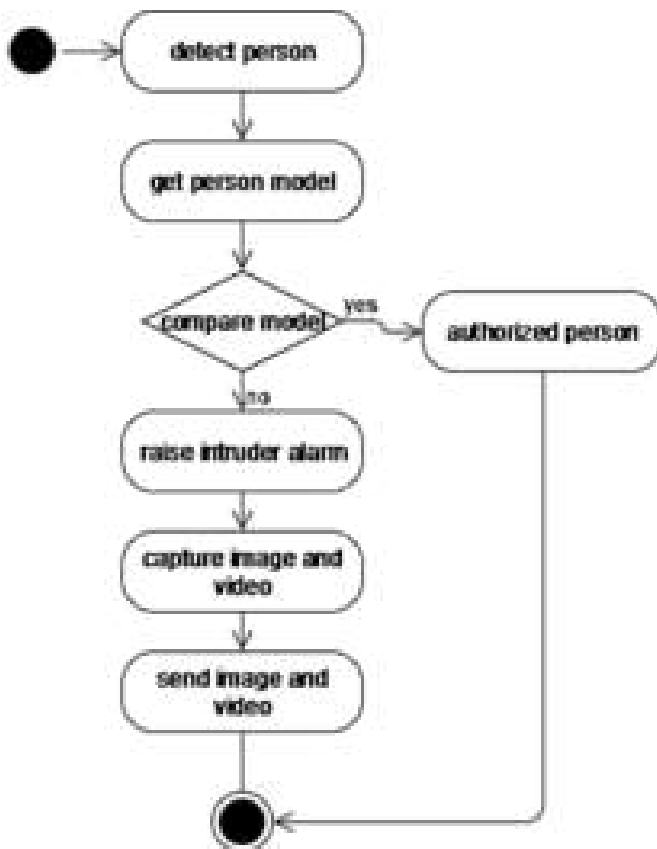 detect person
get person model
compare model
yes
authorized person
no
raise intruder alarm
capture image and
video
send image and
video